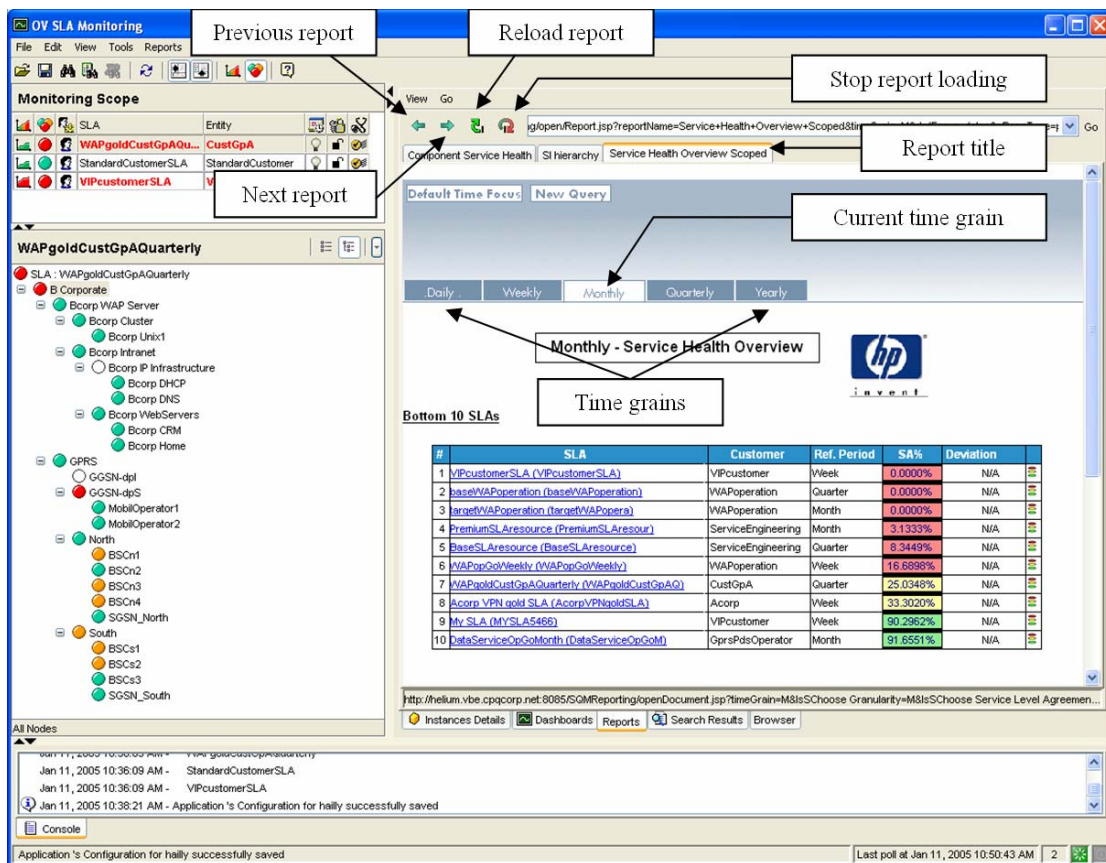 OV SLA Monitoring
Previous report
Reload report
Stop report loading
File Edit View Tools Reports
Monitoring Scope
SLA Entity
WAPgoldCustGpAQu... CustGpA
StandardCustomerSLA StandardCustomer
VIPcustomerSLA
Next report
View Go
ng/open/Report.jsp?reportName=Service+Health+Overview+Scoped& Go
Component Service Health SI hierarchy Service Health Overview Scoped
Report title
Default Time Focus New Query
Current time grain
.Daily . Weekly Monthly Quarterly Yearly
Monthly - Service Health Overview
hp
invent
Time grains
Bottom 10 SLAs
# SLA Customer Ref. Period SA% Deviation
1 VIPcustomerSLA (VIPcustomerSLA) VIPcustomer Week 0.0000% N/A
2 baseWAPoperation (baseWAPoperation) WAPoperation Quarter 0.0000% N/A
3 targetWAPoperation (targetWAPopera) WAPoperation Month 0.0000% N/A
4 PremiumSLAresource (PremiumSLAresour) ServiceEngineering Month 3.1333% N/A
5 BaseSLAresource (BaseSLAresource) ServiceEngineering Quarter 8.3449% N/A
6 WAPopGoWeekly (WAPopGoWeekly) WAPoperation Week 16.6898% N/A
7 WAPgoldCustGpAQuarterly (WAPgoldCustGpAQ) CustGpA Quarter 25.0348% N/A
8 Acorp VPN gold SLA (AcorpVPNgoldSLA) Acorp Week 33.3020% N/A
9 My SLA (MYSLA5466) VIPcustomer Week 90.2962% N/A
10 DataServiceOpGoMonth (DataServiceOpGoM) GprsPdsOperator Month 91.6551% N/A
http://helium.vbe.cpqcorp.net:8085/SQMReporting/openDocument.jsp?timeGrain=M&IsSChoose Granularity=M&IsSChoose Service Level Agreemen...
Instances Details Dashboards Reports Search Results Browser
WAPgoldCustGpAQuarterly
SLA : WAPgoldCustGpAQuarterly
B Corporate
Bcorp WAP Server
Bcorp Cluster
Bcorp Unix1
Bcorp Intranet
Bcorp IP Infrastructure
Bcorp DHCP
Bcorp DNS
Bcorp WebServers
Bcorp CRM
Bcorp Home
GPRS
GGSN-dpI
GGSN-dpS
MobilOperator1
MobilOperator2
North
BSCn1
BSCn2
BSCn3
BSCn4
SGSN_North
South
BSCs1
BSCs2
BSCs3
SGSN_South
All Nodes
Jan 11, 2005 10:36:09 AM - StandardCustomerSLA
Jan 11, 2005 10:36:09 AM - VIPcustomerSLA
Jan 11, 2005 10:38:21 AM - Application 's Configuration for hailly successfully saved
Console
Application 's Configuration for hailly successfully saved
Last poll at Jan 11, 2005 10:50:43 AM 2